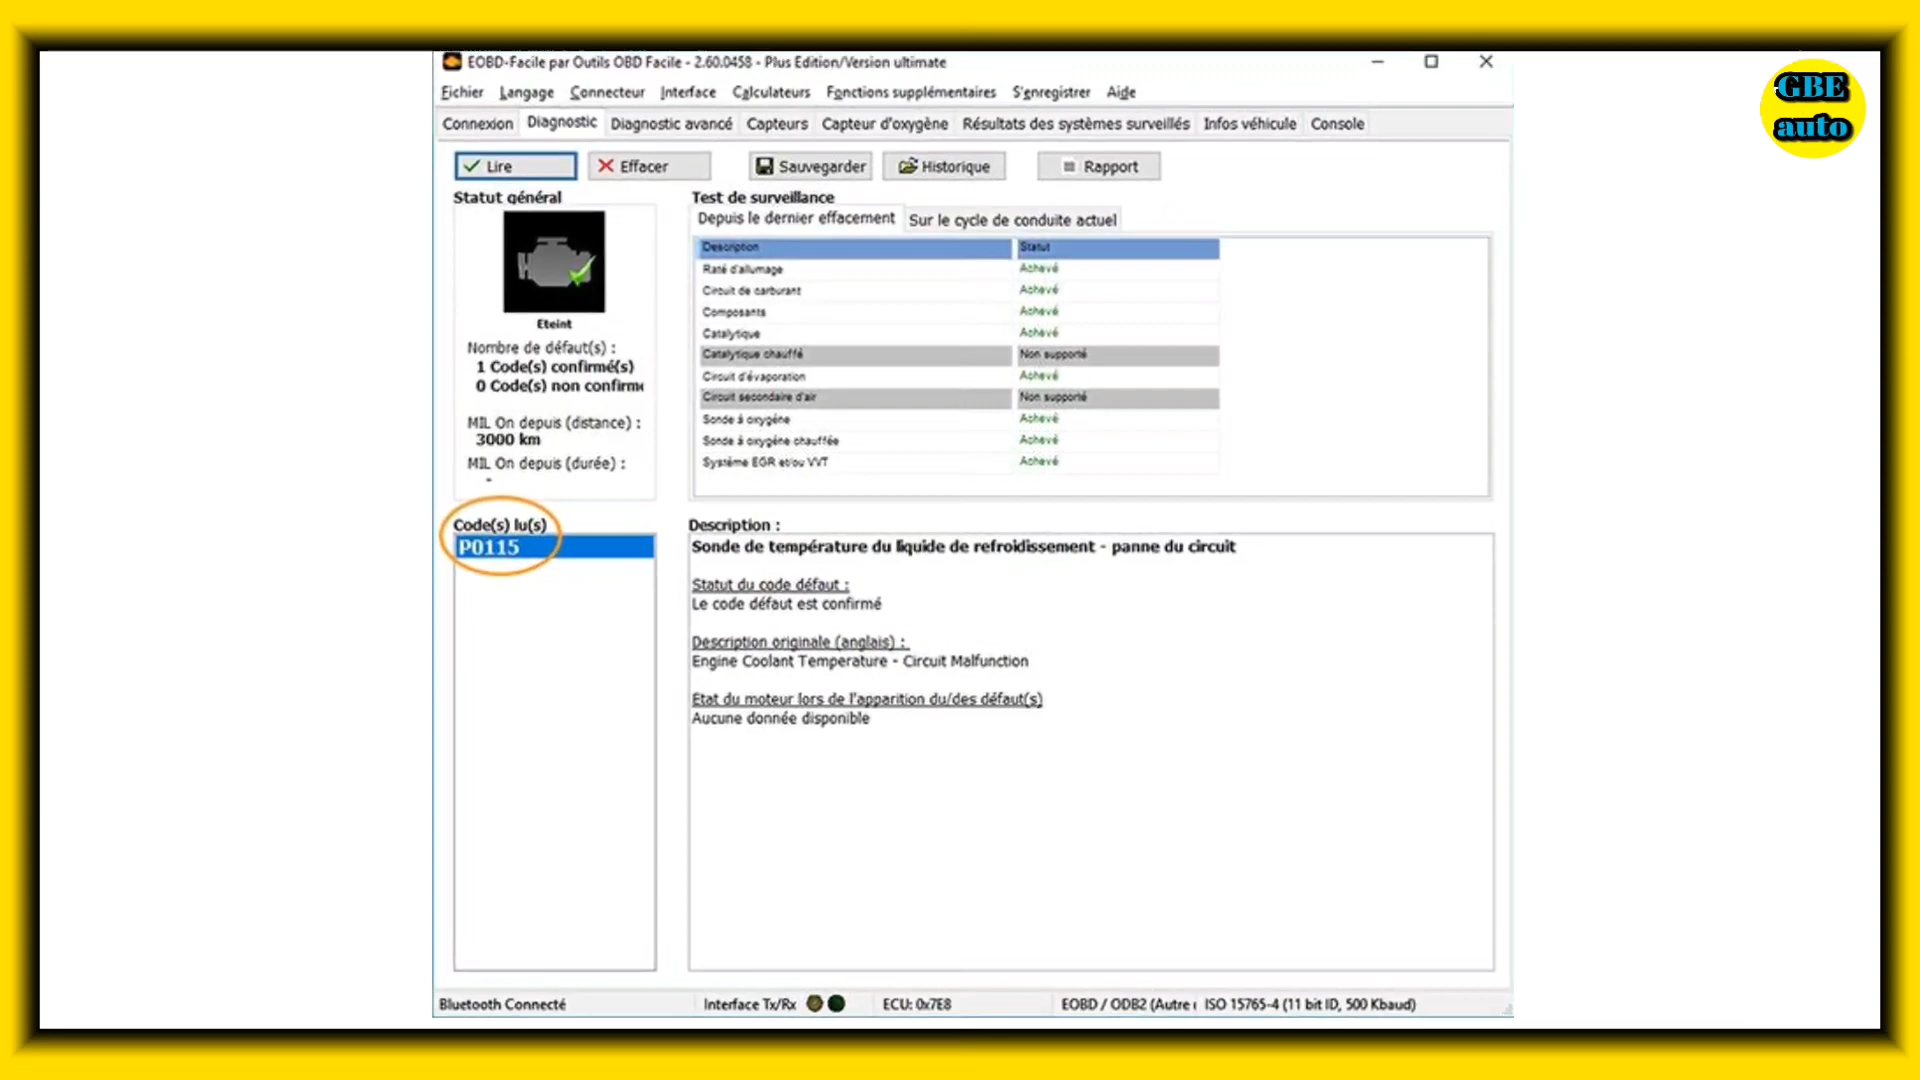 EOBD-Facile par Outils OBD Facile - 2.60.0458 - Plus Edition/Version ultimate
GBE
auto
Fichier Langage Connecteur Interface Calculateurs Fonctions supplémentaires S'enregistrer Aide
Connexion Diagnostic Diagnostic avancé Capteurs Capteur d'oxygène Résultats des systèmes surveillés Infos véhicule Console
Lire Effacer Sauvegarder Historique Rapport
Statut général
Eteint
Nombre de défaut(s) :
1 Code(s) confirmé(s)
0 Code(s) non confirme
MIL On depuis (distance) :
3000 km
MIL On depuis (durée) :
-
Test de surveillance
Depuis le dernier effacement Sur le cycle de conduite actuel
Description Statut
Raté d'allumage Achevé
Circuit de carburant Achevé
Composants Achevé
Catalytique Achevé
Catalytique chauffé Non supporté
Circuit d'évaporation Achevé
Circuit secondaire d'air Non supporté
Sonde à oxygène Achevé
Sonde à oxygène chauffée Achevé
Système EGR et/ou VVT Achevé
Code(s) lu(s)
P0115
Description :
Sonde de température du liquide de refroidissement - panne du circuit
Statut du code défaut :
Le code défaut est confirmé
Description originale (anglais) :
Engine Coolant Temperature - Circuit Malfunction
Etat du moteur lors de l'apparition du/des défaut(s)
Aucune donnée disponible
Bluetooth Connecté Interface Tx/Rx ECU: 0x7E8 EOBD / ODB2 (Autre ISO 15765-4 (11 bit ID, 500 Kbaud)